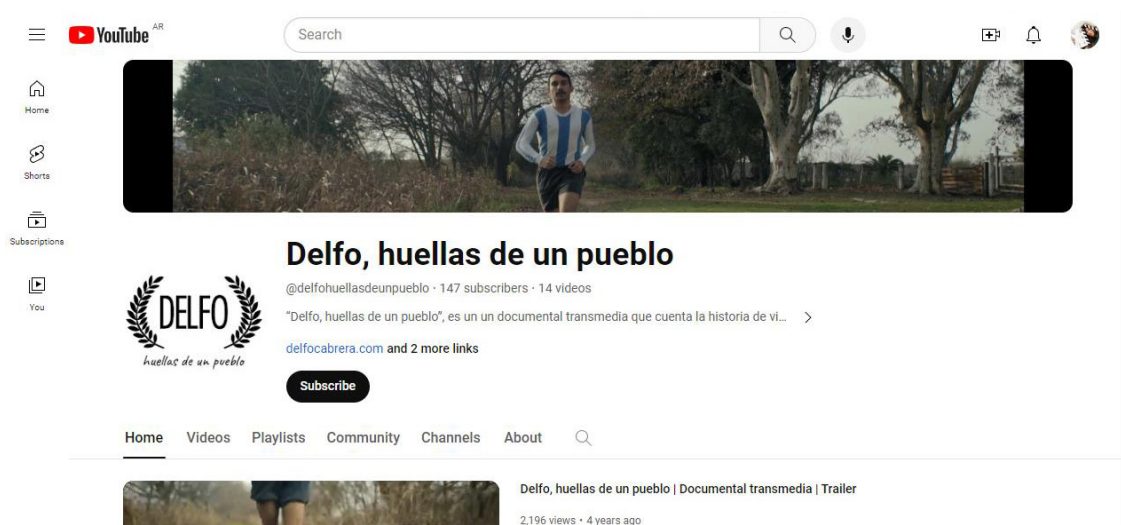 YouTube AR
Search
Home
Shorts
Subscriptions
You
Delfo, huellas de un pueblo
@delfohuellasdeunpueblo · 147 subscribers · 14 videos
“Delfo, huellas de un pueblo”, es un un documental transmedia que cuenta la historia de vi...
delfocabrera.com and 2 more links
Subscribe
DELFO
huellas de un pueblo
Home Videos Playlists Community Channels About
Delfo, huellas de un pueblo | Documental transmedia | Trailer
2,196 views • 4 years ago